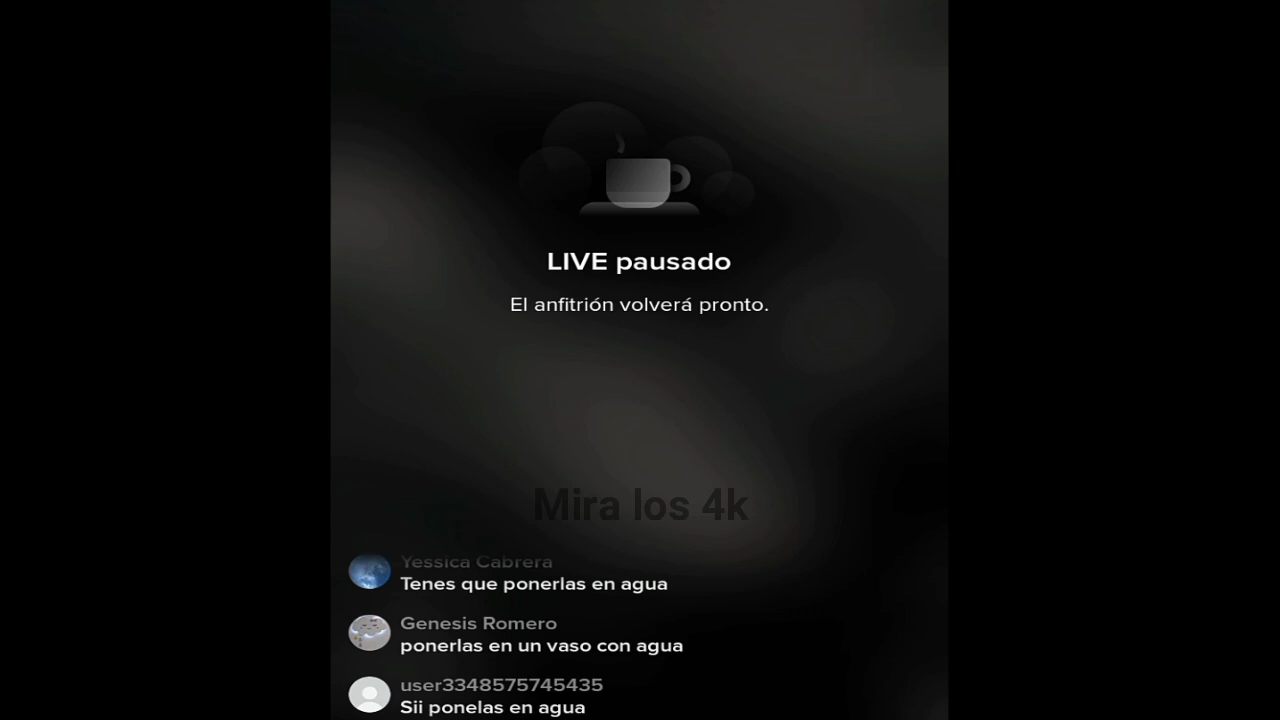 LIVE pausado
El anfitrión volverá pronto.
Mira los 4k
Yessica Cabrera
Tenes que ponerlas en agua
Genesis Romero
ponerlas en un vaso con agua
user3348575745435
Sii ponelas en agua